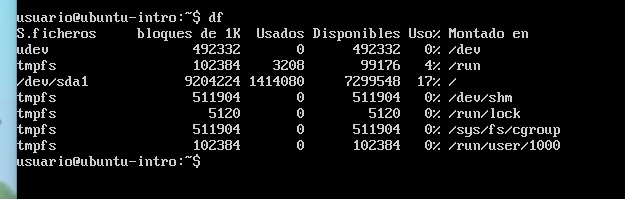 usuario@ubuntu-intro:~$ df
S.ficheros     bloques de 1K  Usados Disponibles Uso% Montado en
udev                  492332       0      492332   0% /dev
tmpfs                 102384    3208       99176   4% /run
/dev/sda1            9204224 1414080     7299548  17% /
tmpfs                 511904       0      511904   0% /dev/shm
tmpfs                   5120       0        5120   0% /run/lock
tmpfs                 511904       0      511904   0% /sys/fs/cgroup
tmpfs                 102384       0      102384   0% /run/user/1000
usuario@ubuntu-intro:~$